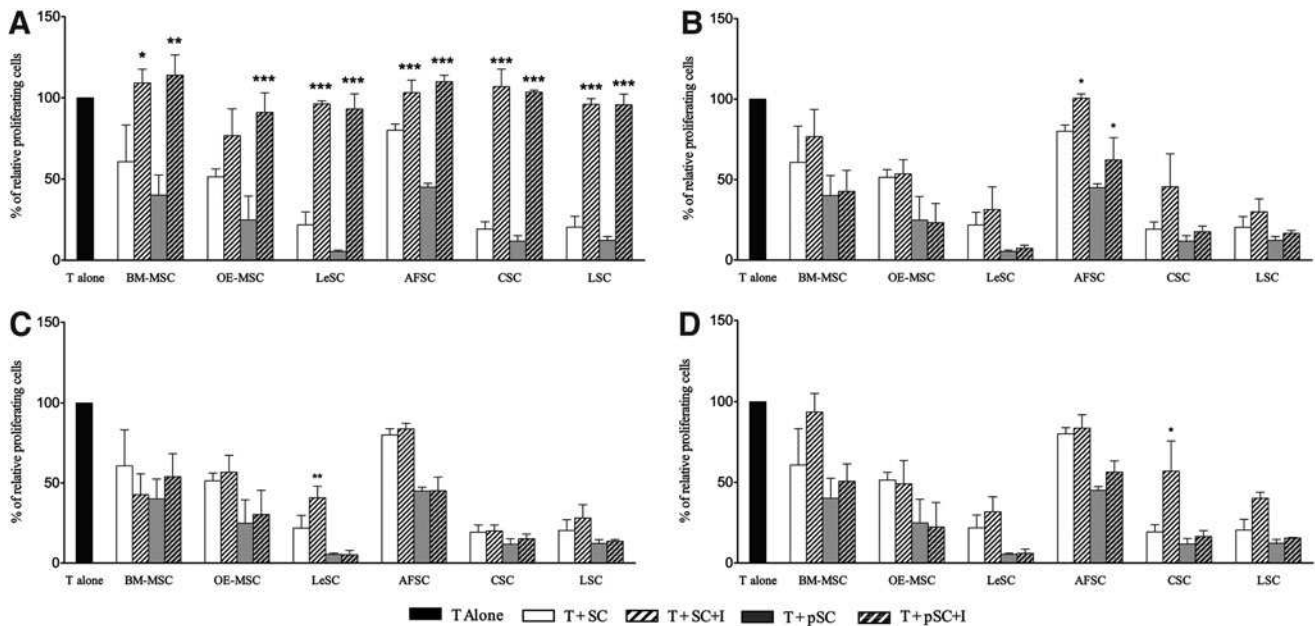 A
B
150
*
**
***
***
***
***
***
***
***
***
***
100
50
0
% of relative proliferating cells
T alone BM-MSC OE-MSC LeSC AFSC CSC LSC
150
*
*
100
50
0
% of relative proliferating cells
T alone BM-MSC OE-MSC LeSC AFSC CSC LSC
C
D
150
**
100
50
0
% of relative proliferating cells
T alone BM-MSC OE-MSC LeSC AFSC CSC LSC
150
*
100
50
0
% of relative proliferating cells
T alone BM-MSC OE-MSC LeSC AFSC CSC LSC
T Alone T+SC T+SC+I T+pSC T+pSC+I